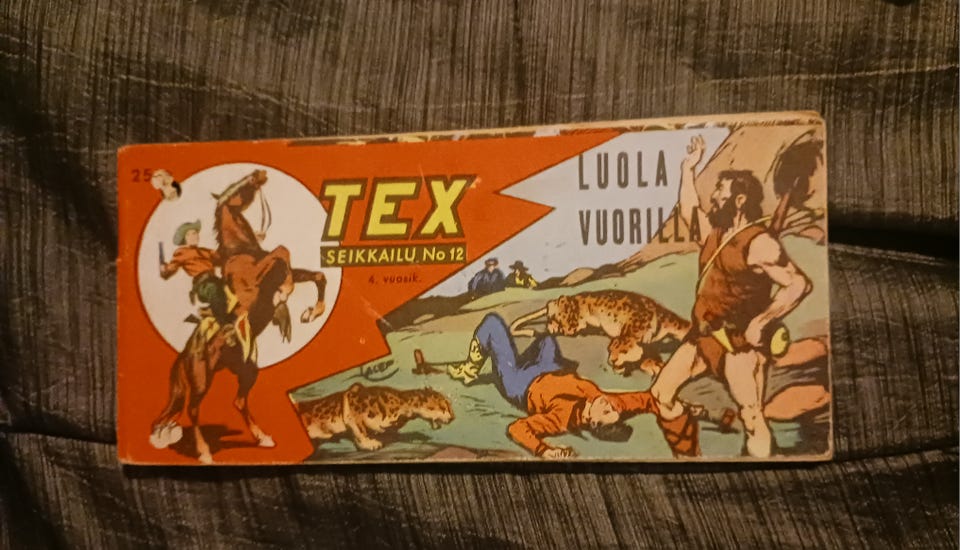 25
TEX
SEIKKAILU No 12
4. vuosik.
LUOLA
VUORILLA